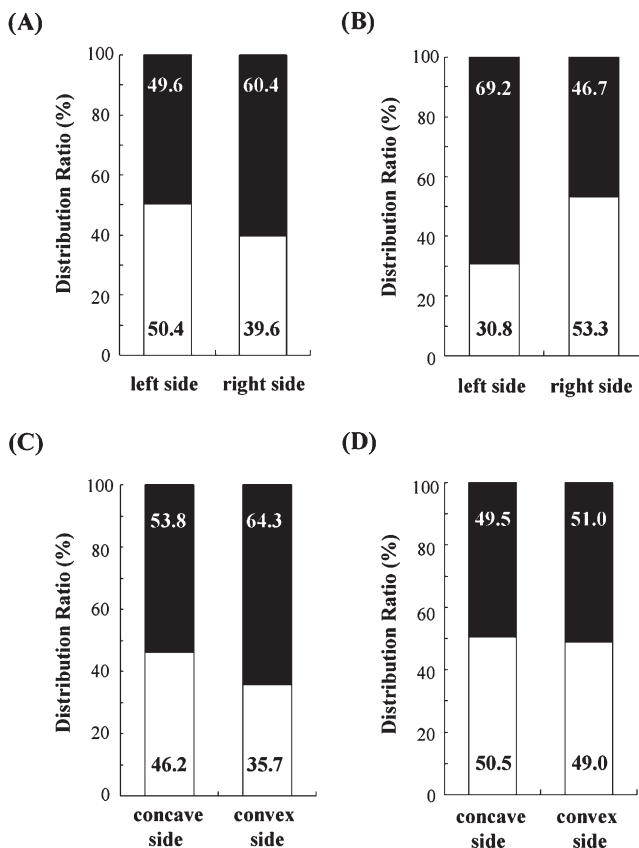 (A)
Distribution Ratio (%)
100
80
60
40
20
0
49.6
60.4
50.4
39.6
left side
right side
(B)
Distribution Ratio (%)
100
80
60
40
20
0
69.2
46.7
30.8
53.3
left side
right side
(C)
Distribution Ratio (%)
100
80
60
40
20
0
53.8
64.3
46.2
35.7
concave
side
convex
side
(D)
Distribution Ratio (%)
100
80
60
40
20
0
49.5
51.0
50.5
49.0
concave
side
convex
side